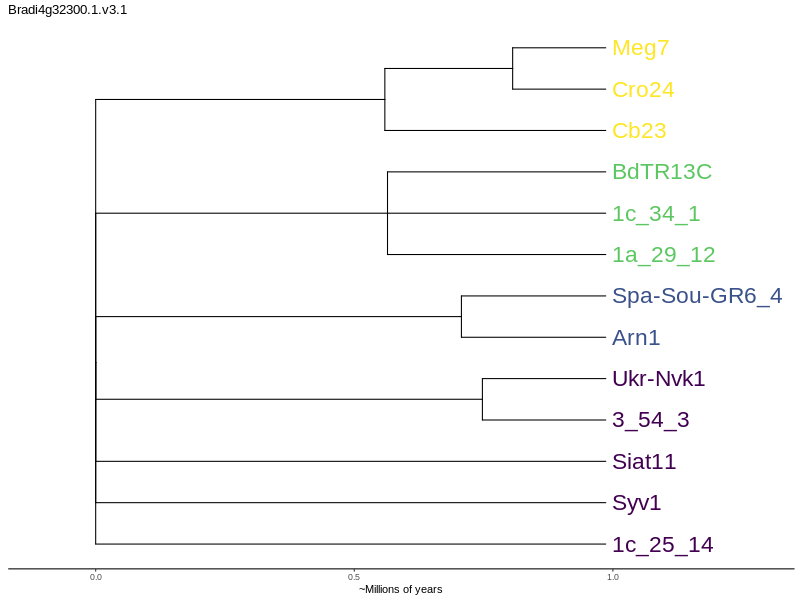 Bradi4g32300.1.v3.1
Meg7
Cro24
Cb23
BdTR13C
1c_34_1
1a_29_12
Spa-Sou-GR6_4
Arn1
Ukr-Nvk1
3_54_3
Siat11
Syv1
1c_25_14
0.0 0.5 1.0
~Millions of years